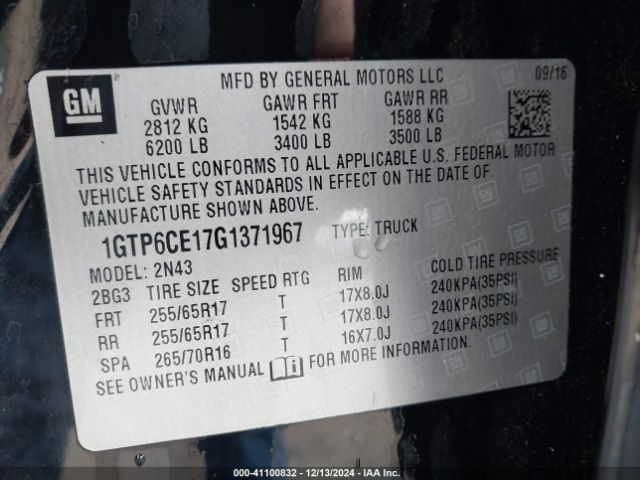 GM
MFD BY GENERAL MOTORS LLC 09/16
GVWR GAWR FRT GAWR RR
2812 KG 1542 KG 1588 KG
6200 LB 3400 LB 3500 LB
THIS VEHICLE CONFORMS TO ALL APPLICABLE U.S. FEDERAL MOTOR
VEHICLE SAFETY STANDARDS IN EFFECT ON THE DATE OF
MANUFACTURE SHOWN ABOVE.
1GTP6CE17G1371967 TYPE: TRUCK
MODEL: 2N43
2BG3 TIRE SIZE SPEED RTG RIM COLD TIRE PRESSURE
FRT 255/65R17 T 17X8.0J 240KPA(35PSI)
RR 255/65R17 T 17X8.0J 240KPA(35PSI)
SPA 265/70R16 T 16X7.0J 240KPA(35PSI)
SEE OWNER'S MANUAL FOR MORE INFORMATION.
000-41100832 - 12/13/2024 - IAA Inc.